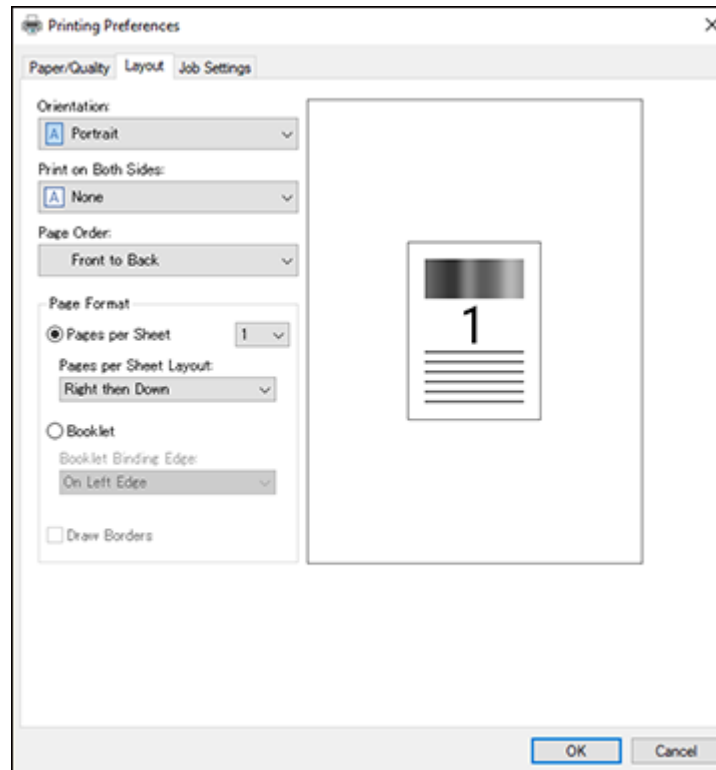 Printing Preferences
Paper/Quality Layout Job Settings
Orientation:
A Portrait
Print on Both Sides:
A None
Page Order:
Front to Back
Page Format
Pages per Sheet 1
Pages per Sheet Layout:
Right then Down
Booklet
Booklet Binding Edge:
On Left Edge
Draw Borders
1
OK Cancel